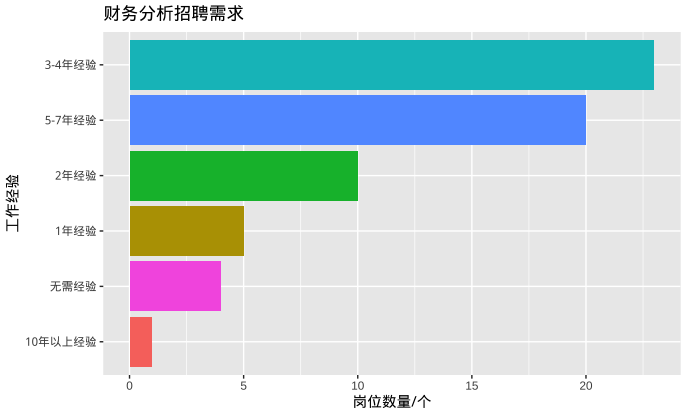 财务分析招聘需求
工作经验
3-4年经验
5-7年经验
2年经验
1年经验
无需经验
10年以上经验
0 5 10 15 20
岗位数量/个